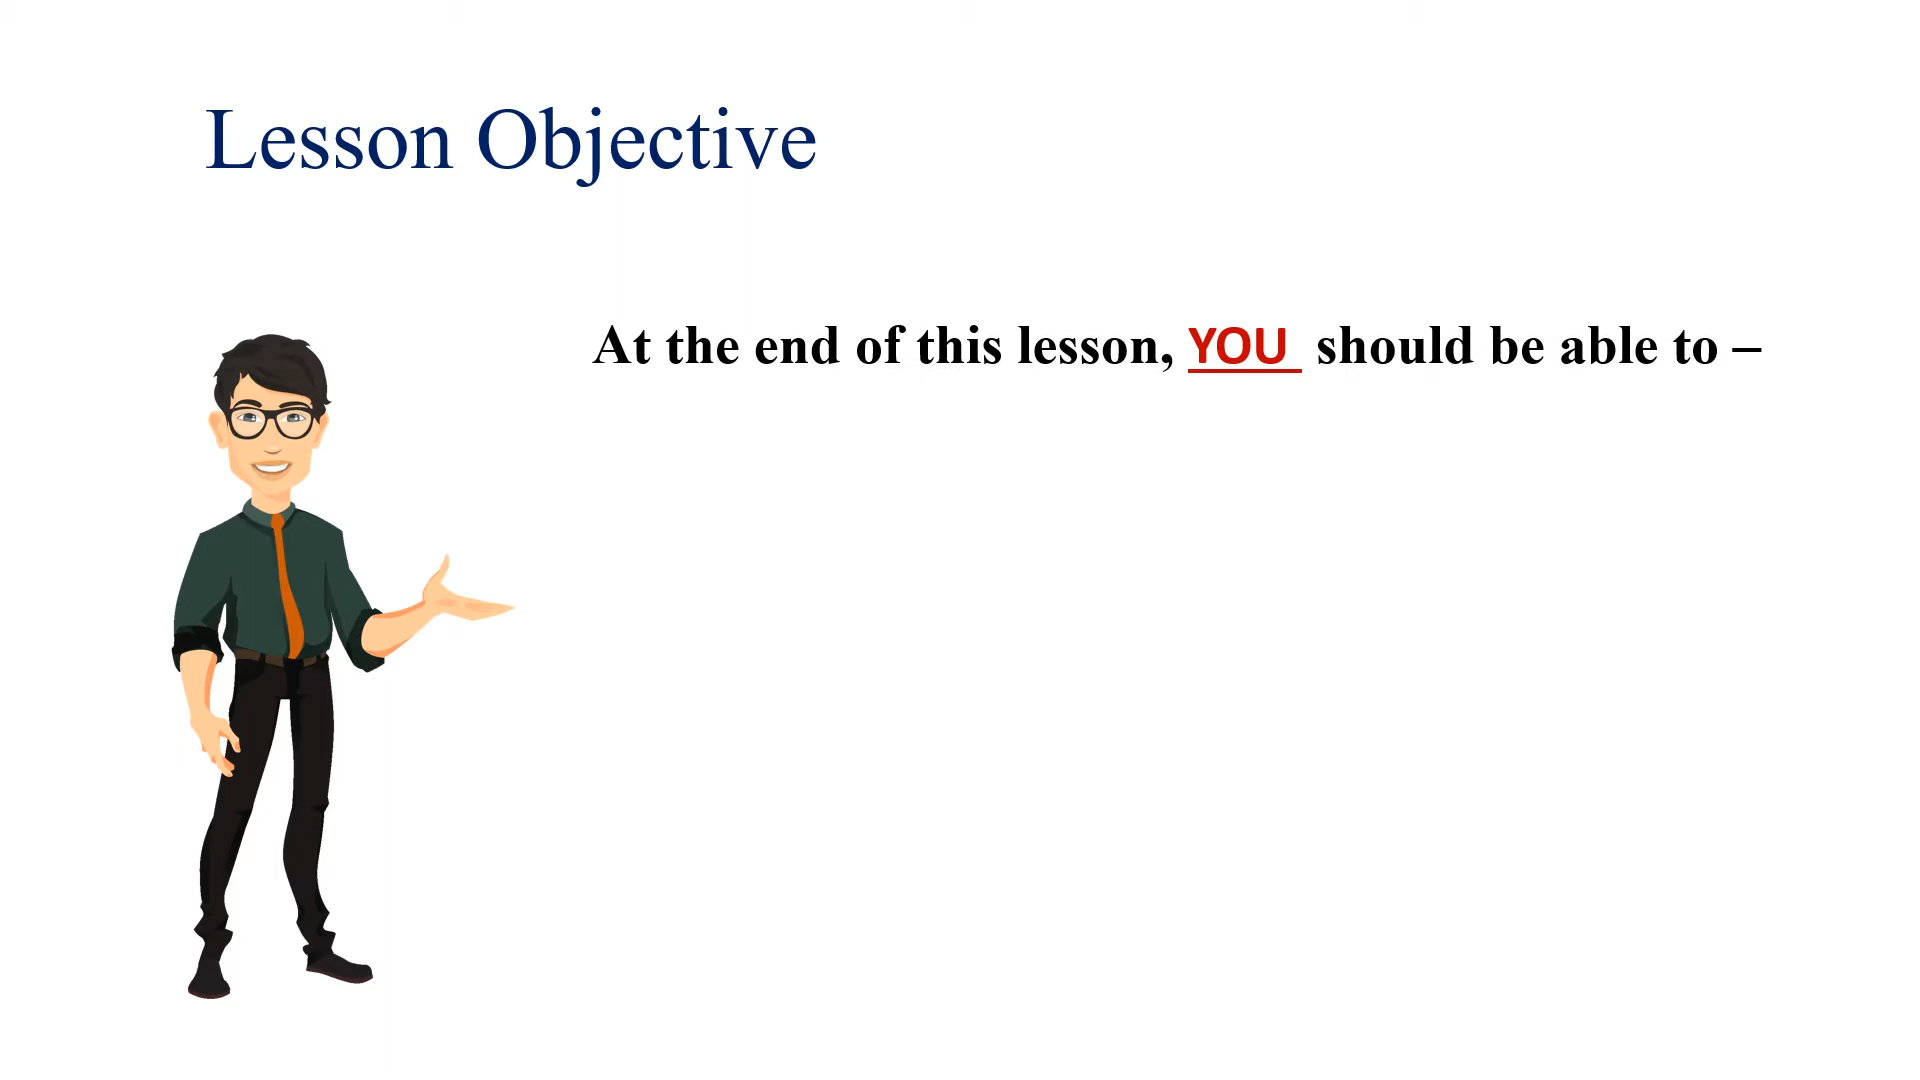 Lesson Objective
At the end of this lesson, YOU should be able to –